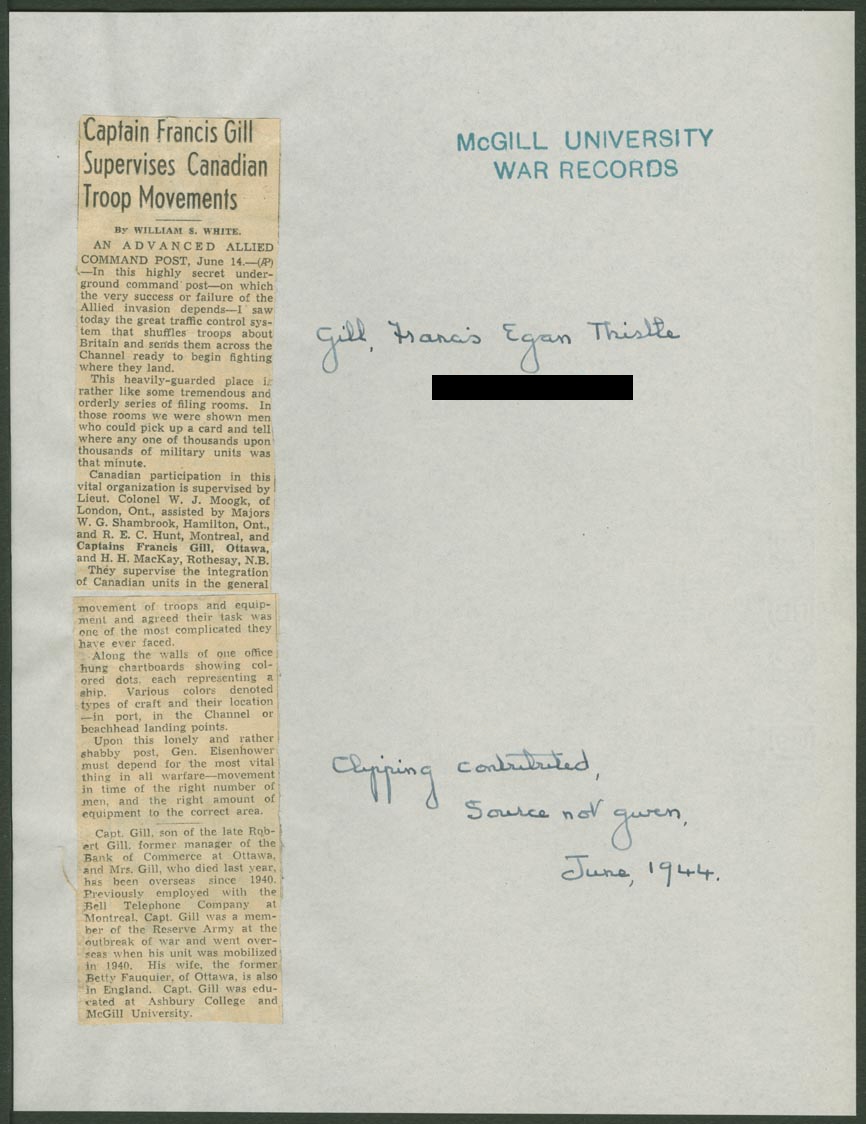 Captain Francis Gill
Supervises Canadian
Troop Movements
By WILLIAM S. WHITE.
AN ADVANCED ALLIED
COMMAND POST, June 14.—(AP)
—In this highly secret under-
ground command post—on which
the very success or failure of the
Allied invasion depends—I saw
today the great traffic control sys-
tem that shuffles troops about
Britain and sends them across the
Channel ready to begin fighting
where they land.
This heavily-guarded place is
rather like some tremendous and
orderly series of filing rooms. In
those rooms we were shown men
who could pick up a card and tell
where any one of thousands upon
thousands of military units was
that minute.
Canadian participation in this
vital organization is supervised by
Lieut. Colonel W. J. Moogk, of
London, Ont., assisted by Majors
W. G. Shambrook, Hamilton, Ont.,
and R. E. C. Hunt, Montreal, and
Captains Francis Gill, Ottawa,
and H. H. MacKay, Rothesay, N.B.
They supervise the integration
of Canadian units in the general
movement of troops and equip-
ment and agreed their task was
one of the most complicated they
have ever faced.
Along the walls of one office
hung chartboards showing col-
ored dots, each representing a
ship. Various colors denoted
types of craft and their location
—in port, in the Channel or
beachhead landing points.
Upon this lonely and rather
shabby post, Gen. Eisenhower
must depend for the most vital
thing in all warfare—movement
in time of the right number of
men, and the right amount of
equipment to the correct area.
Capt. Gill, son of the late Rob-
ert Gill, former manager of the
Bank of Commerce at Ottawa,
and Mrs. Gill, who died last year,
has been overseas since 1940.
Previously employed with the
Bell Telephone Company at
Montreal, Capt. Gill was a mem-
ber of the Reserve Army at the
outbreak of war and went over-
seas when his unit was mobilized
in 1940. His wife, the former
Betty Fauquier, of Ottawa, is also
in England. Capt. Gill was edu-
cated at Ashbury College and
McGill University.
McGILL UNIVERSITY
WAR RECORDS
Gill, Francis Egan Thistle
Clipping contributed,
Source not given,
June, 1944.